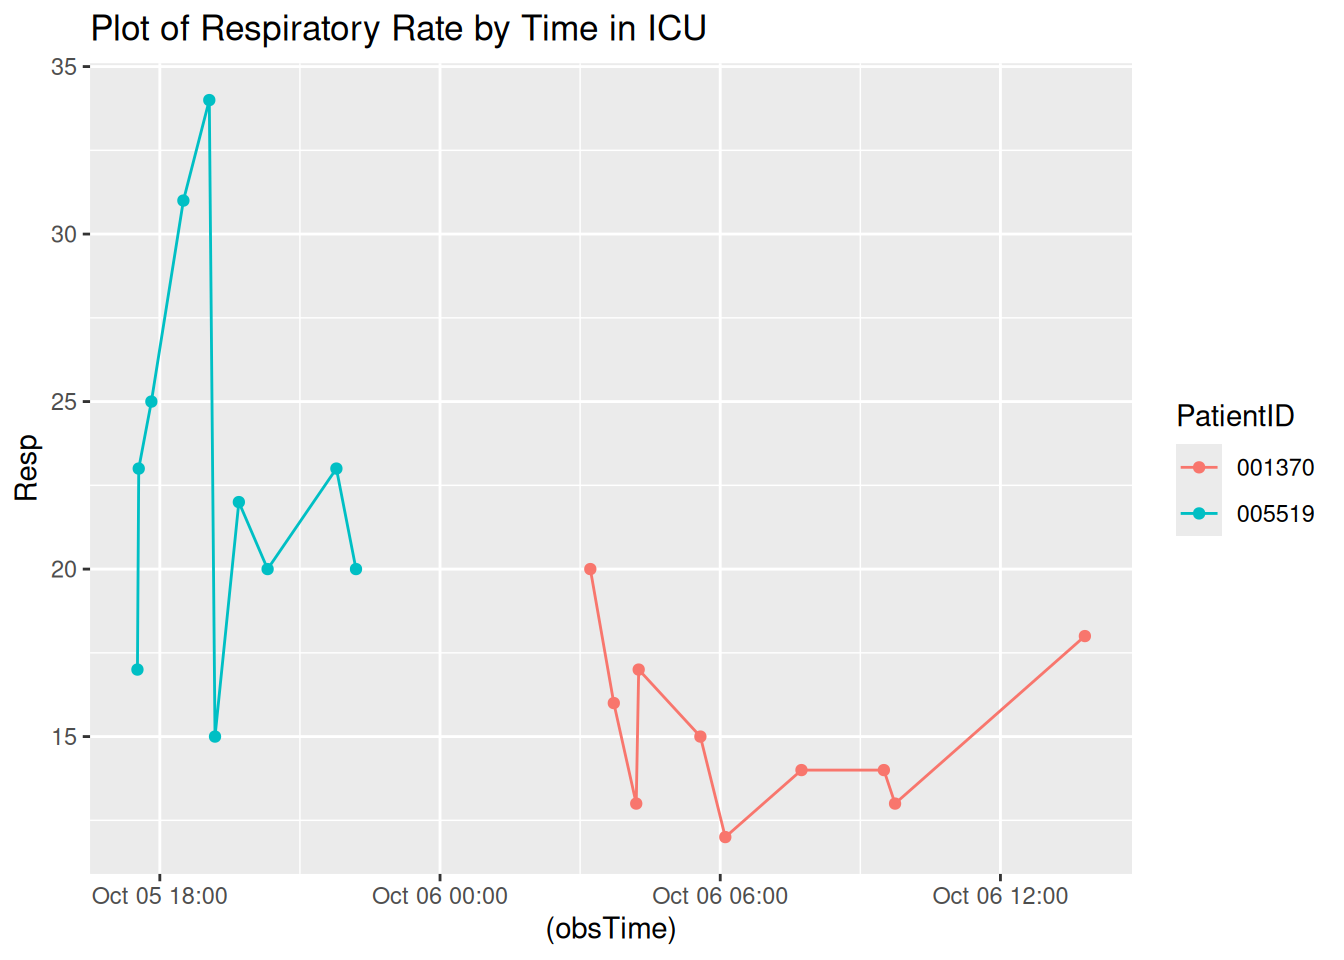 Plot of Respiratory Rate by Time in ICU
35
30
25
20
15
Resp
Oct 05 18:00
Oct 06 00:00
Oct 06 06:00
Oct 06 12:00
(obsTime)
PatientID
001370
005519